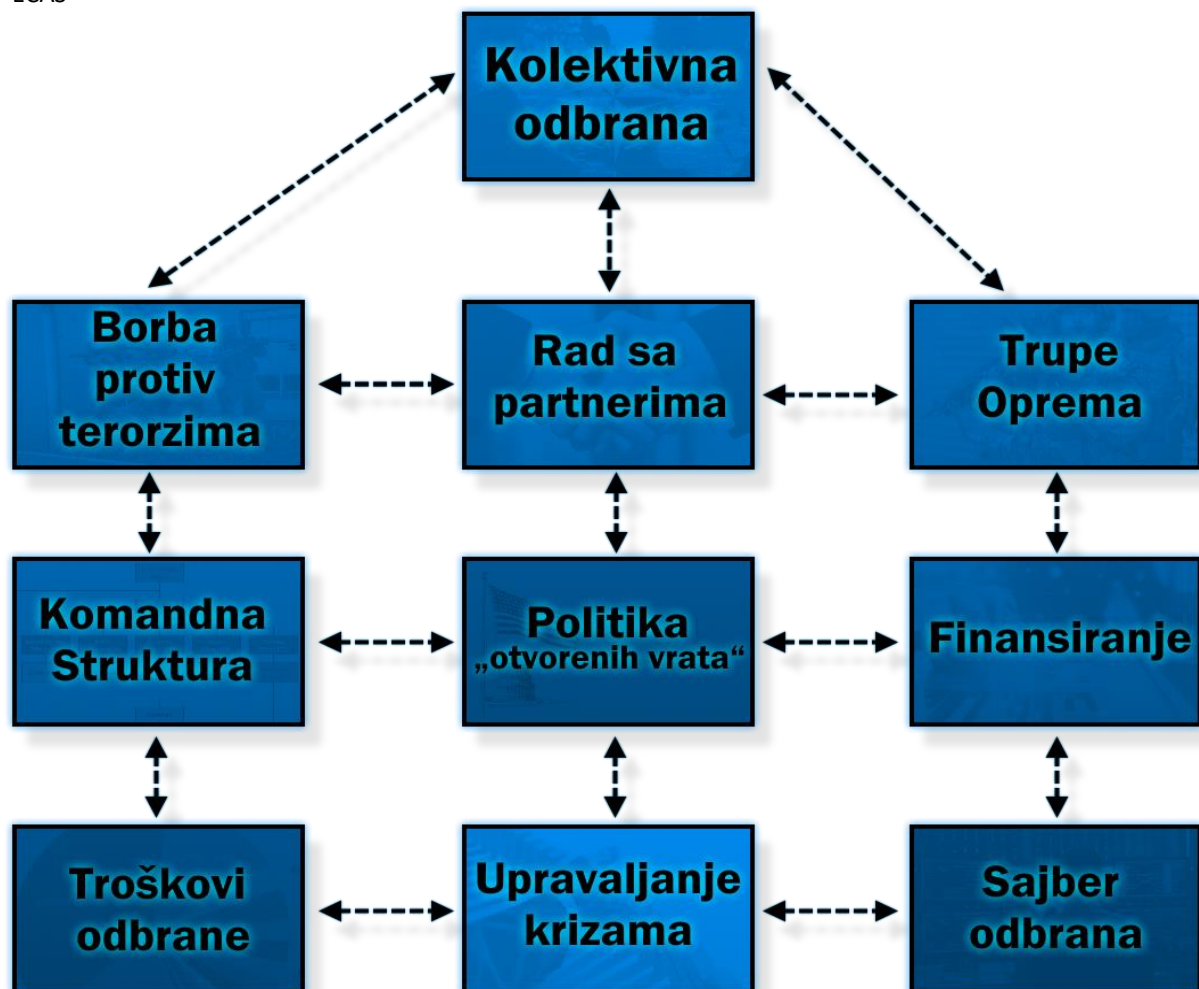 Kolektivna
odbrana
Borba
protiv
terorzima
Rad sa
partnerima
Trupe
Oprema
Komandna
Struktura
Politika
„otvorenih vrata“
Finansiranje
Troškovi
odbrane
Upravaljanje
krizama
Sajber
odbrana